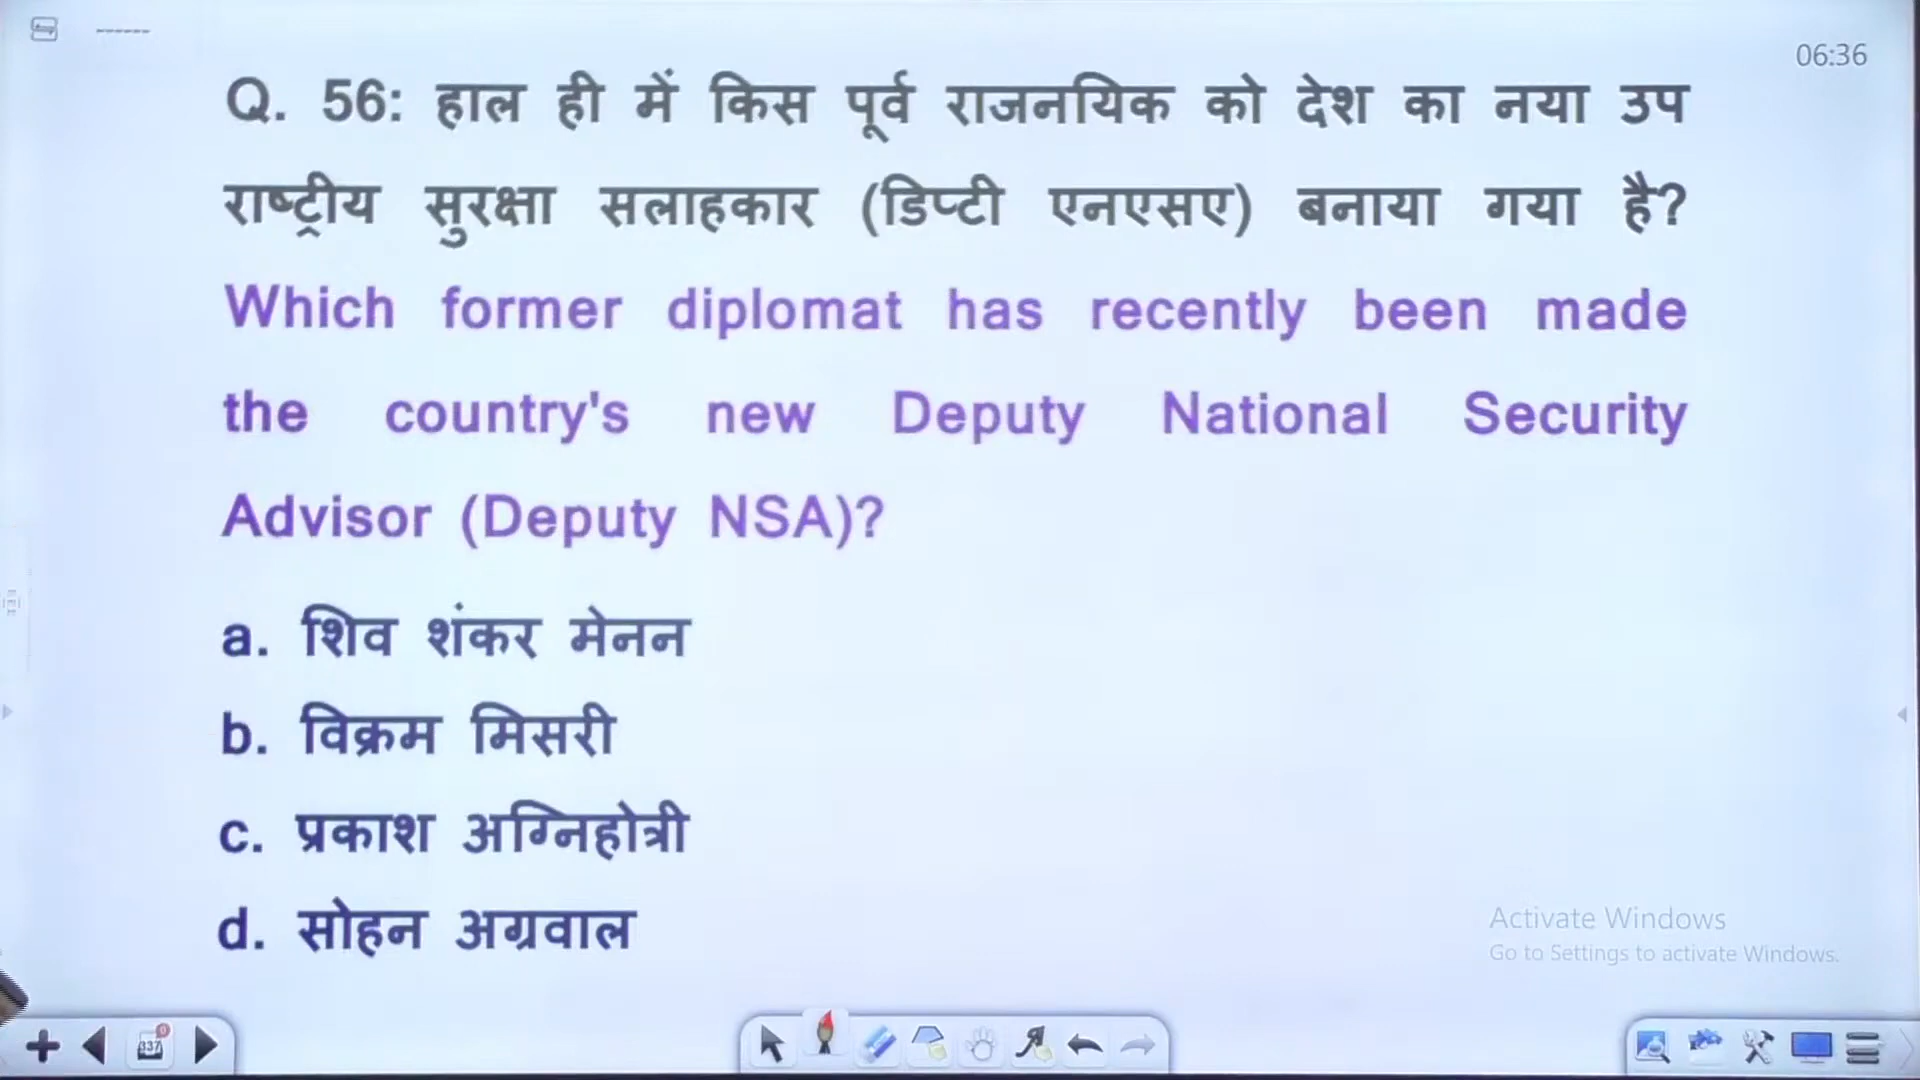 06:36
Q. 56: हाल ही में किस पूर्व राजनयिक को देश का नया उप
राष्ट्रीय सुरक्षा सलाहकार (डिप्टी एनएसए) बनाया गया है?
Which former diplomat has recently been made
the country's new Deputy National Security
Advisor (Deputy NSA)?
a. शिव शंकर मेनन
b. विक्रम मिसरी
c. प्रकाश अग्निहोत्री
d. सोहन अग्रवाल
Activate Windows
Go to Settings to activate Windows.
337
0